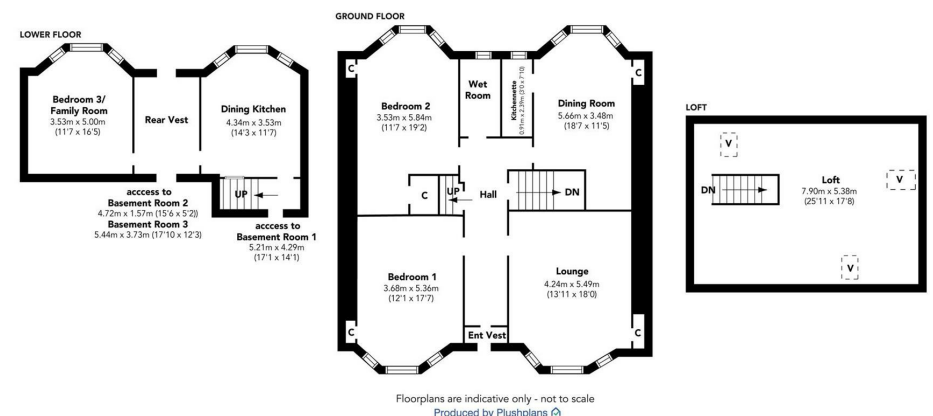 LOWER FLOOR
Bedroom 3/
Family Room
3.53m x 5.00m
(11'7 x 16'5)
Rear Vest
Dining Kitchen
4.34m x 3.53m
(14'3 x 11'7)
UP
acccess to
Basement Room 2
4.72m x 1.57m (15'6 x 5'2))
Basement Room 3
5.44m x 3.73m (17'10 x 12'3)
acccess to
Basement Room 1
5.21m x 4.29m
(17'1 x 14'1)
GROUND FLOOR
C
Bedroom 2
3.53m x 5.84m
(11'7 x 19'2)
Wet
Room
Kitchennette
0.91m x 2.39m (3'0 x 7'10)
Dining Room
5.66m x 3.48m
(18'7 x 11'5)
C
C
UP
Hall
DN
Bedroom 1
3.68m x 5.36m
(12'1 x 17'7)
Lounge
4.24m x 5.49m
(13'11 x 18'0)
C
Ent Vest
C
LOFT
V
V
DN
Loft
7.90m x 5.38m
(25'11 x 17'8)
V
Floorplans are indicative only - not to scale
Produced by Plushplans